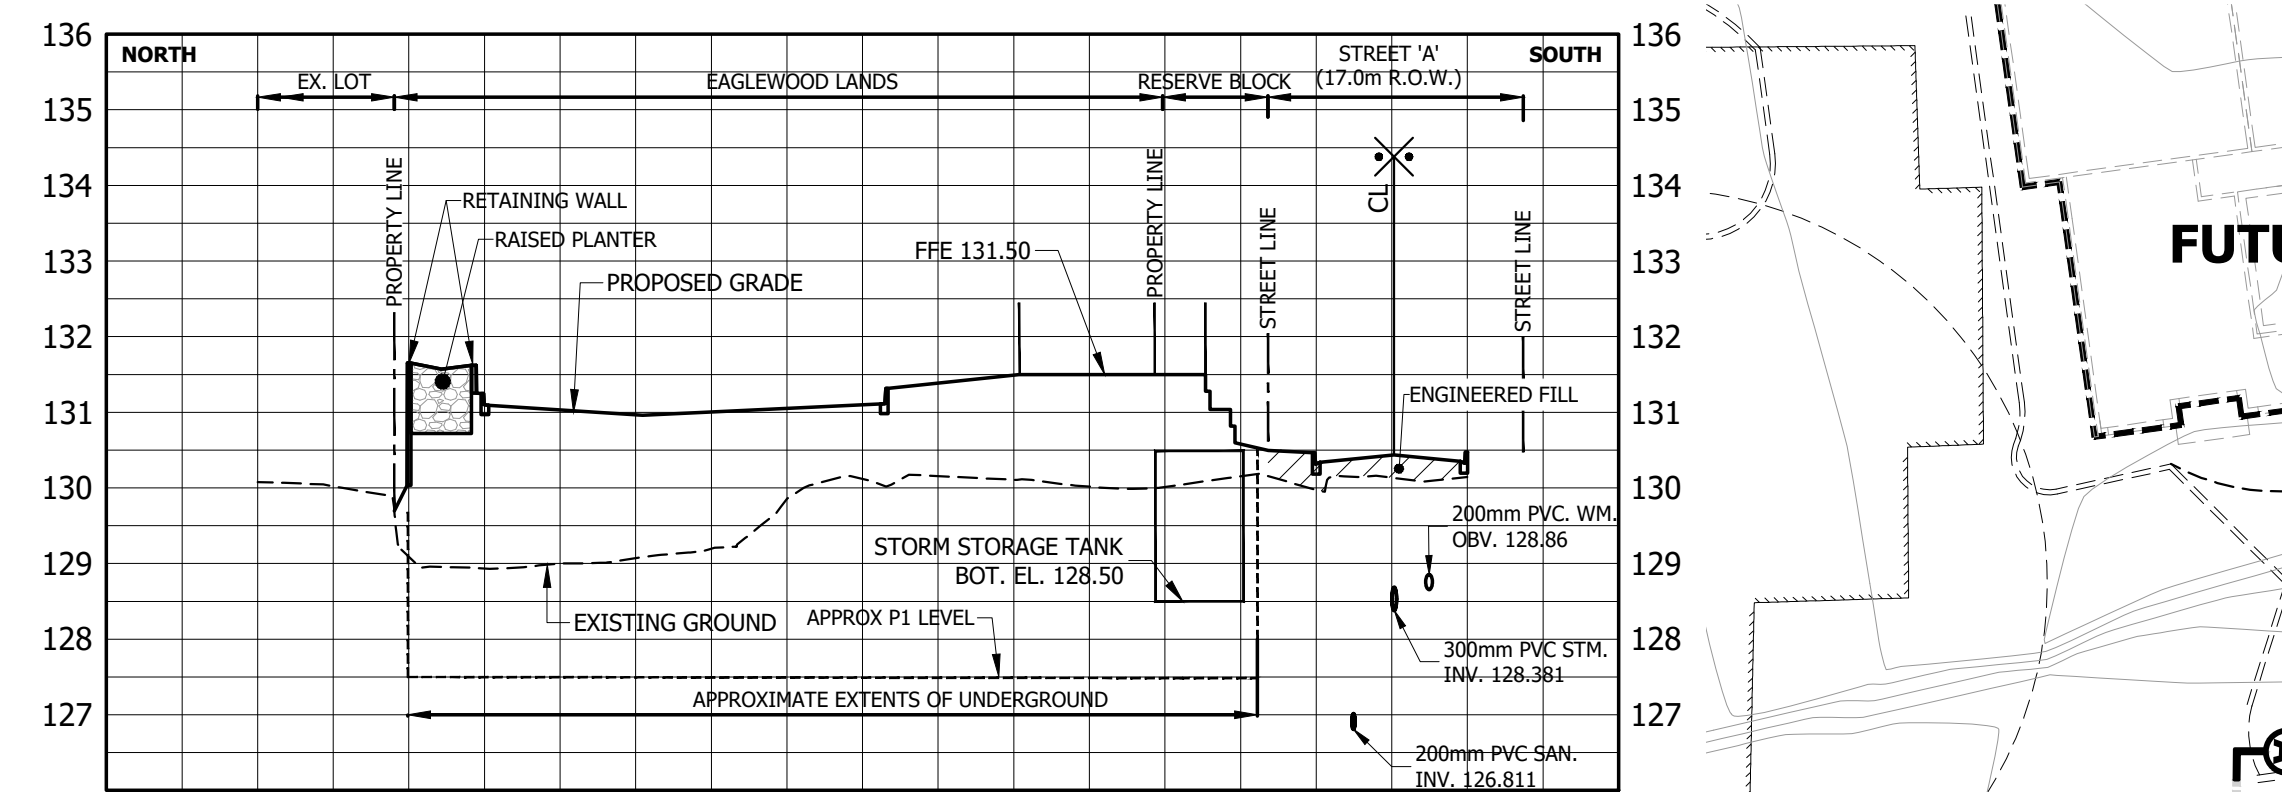 136
135
134
133
132
131
130
129
128
127
NORTH
EX. LOT
EAGLEWOOD LANDS
RESERVE BLOCK
STREET 'A'
(17.0m R.O.W.)
SOUTH
PROPERTY LINE
RETAINING WALL
RAISED PLANTER
PROPOSED GRADE
FFE 131.50
PROPERTY LINE
STREET LINE
CL
STREET LINE
ENGINEERED FILL
STORM STORAGE TANK
BOT. EL. 128.50
200mm PVC. WM.
OBV. 128.86
EXISTING GROUND
APPROX P1 LEVEL
300mm PVC STM.
INV. 128.381
APPROXIMATE EXTENTS OF UNDERGROUND
200mm PVC SAN.
INV. 126.811
136
135
134
133
132
131
130
129
128
127